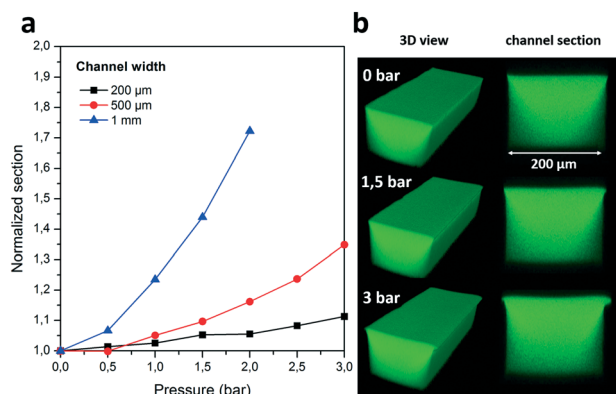 a
Normalized section
2,0
1,9
1,8
1,7
1,6
1,5
1,4
1,3
1,2
1,1
1,0
Channel width
200 µm
500 µm
1 mm
0,0 0,5 1,0 1,5 2,0 2,5 3,0
Pressure (bar)
b
3D view channel section
0 bar
200 µm
1,5 bar
3 bar